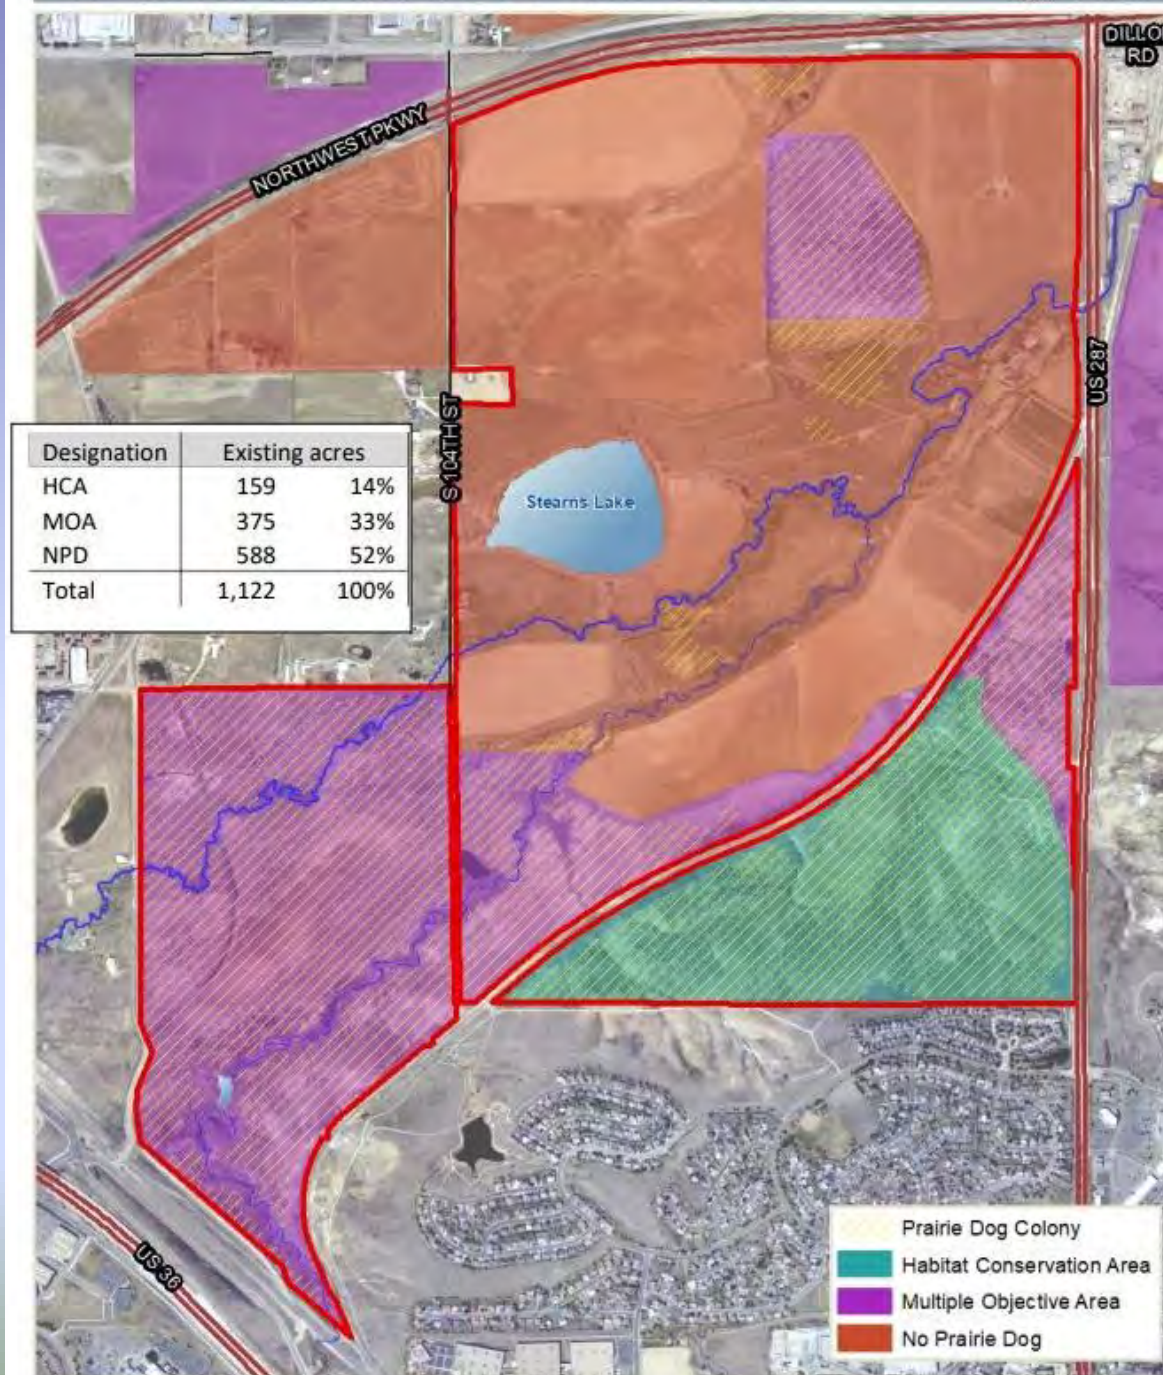 DILLO
RD
NORTHWEST PKWY
US 287
S 104TH ST
Designation Existing acres
HCA 159 14%
MOA 375 33%
NPD 588 52%
Total 1,122 100%
Stearns Lake
US 36
Prairie Dog Colony
Habitat Conservation Area
Multiple Objective Area
No Prairie Dog